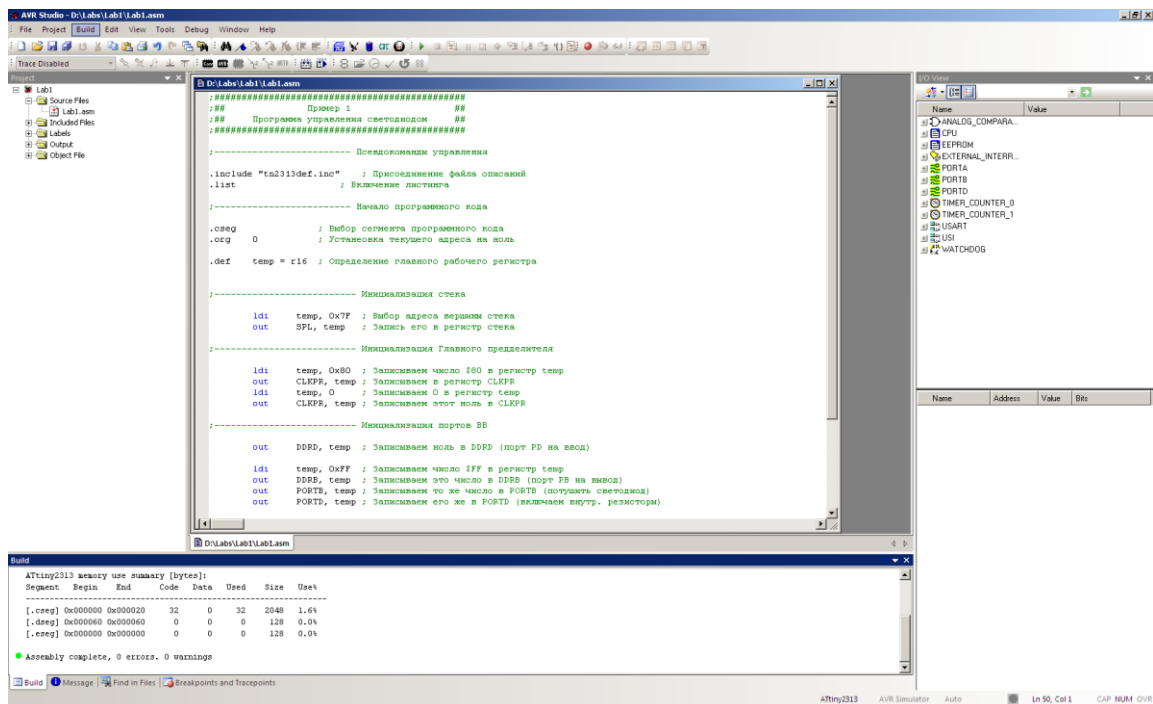 AVR Studio - D:\Labs\Lab1\Lab1.asm
File Project Build Edit View Tools Debug Window Help
Trace Disabled
Project
Lab1
Source Files
Lab1.asm
Included Files
Labels
Output
Object File
D:\Labs\Lab1\Lab1.asm
;################################################
;## Пример 1 ##
;## Программа управления светодиодом ##
;################################################
;------------------------- Псевдокоманды управления
.include "tn2313def.inc" ; Присоединение файла описаний
.list ; Включение листинга
;------------------------- Начало программного кода
.cseg ; Выбор сегмента программного кода
.org 0 ; Установка текущего адреса на ноль
.def temp = r16 ; Определение главного рабочего регистра
;-------------------------- Инициализация стека
ldi temp, 0x7F ; Выбор адреса вершины стека
out SPL, temp ; Запись его в регистр стека
;-------------------------- Инициализация Главного предделителя
ldi temp, 0x80 ; Записываем число $80 в регистр temp
out CLKPR, temp ; Записываем в регистр CLKPR
ldi temp, 0 ; Записываем 0 в регистр temp
out CLKPR, temp ; Записываем этот ноль в CLKPR
;-------------------------- Инициализация портов ВВ
out DDRD, temp ; Записываем ноль в DDRD (порт PD на ввод)
ldi temp, 0xFF ; Записываем число $FF в регистр temp
out DDRB, temp ; Записываем это число в DDRB (порт PB на вывод)
out PORTB, temp ; Записываем то же число в PORTB (потушить светодиод)
out PORTD, temp ; Записываем его же в PORTD (включаем внутр. резисторы)
D:\Labs\Lab1\Lab1.asm
I/O View
Name Value
ANALOG_COMPARA...
CPU
EEPROM
EXTERNAL_INTERR...
PORTA
PORTB
PORTD
TIMER_COUNTER_0
TIMER_COUNTER_1
USART
USI
WATCHDOG
Name Address Value Bits
Build
ATtiny2313 memory use summary [bytes]:
Segment Begin End Code Data Used Size Use%
---------------------------------------------------------------
[.cseg] 0x000000 0x000020 32 0 32 2048 1.6%
[.dseg] 0x000060 0x000060 0 0 0 128 0.0%
[.eseg] 0x000000 0x000000 0 0 0 128 0.0%
Assembly complete, 0 errors. 0 warnings
Build Message Find in Files Breakpoints and Tracepoints
ATtiny2313 AVR Simulator Auto Ln 50, Col 1 CAP NUM OVR